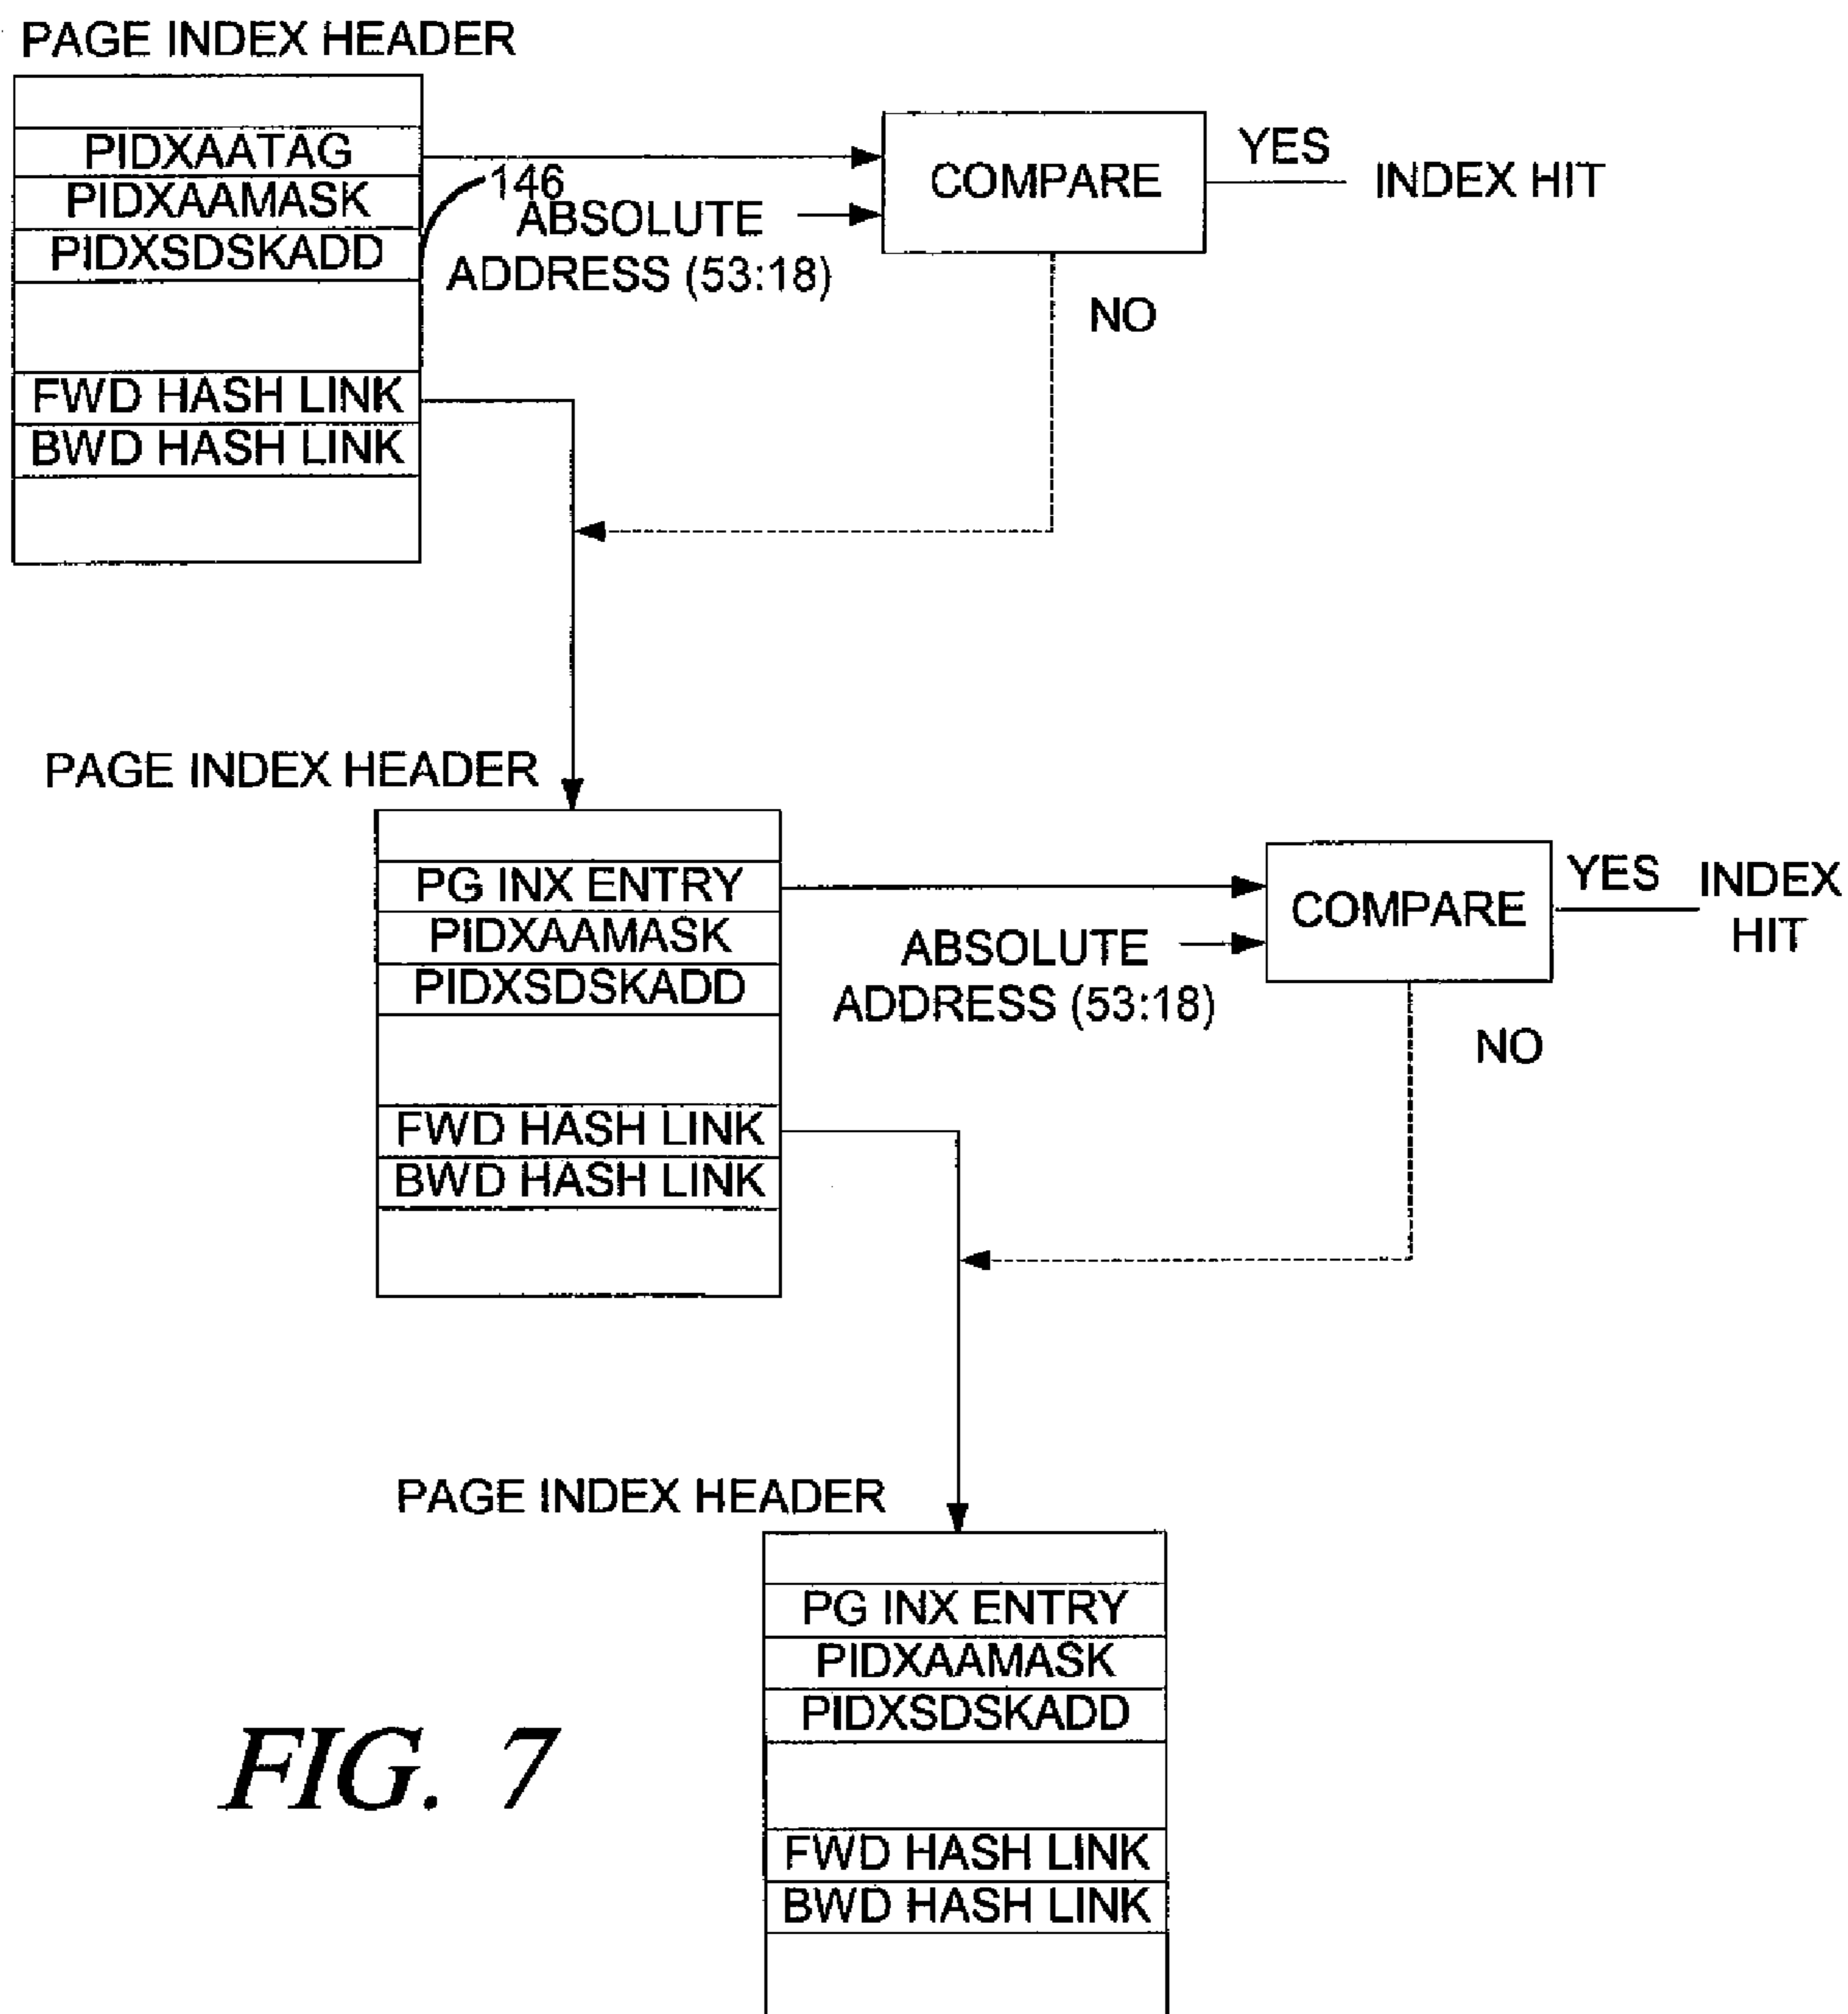 PAGE INDEX HEADER
PIDXAATAG
PIDXAAMASK
PIDXSDSKADD
FWD HASH LINK
BWD HASH LINK
146
ABSOLUTE
ADDRESS (53:18)
COMPARE
YES
INDEX HIT
NO
PAGE INDEX HEADER
PG INX ENTRY
PIDXAAMASK
PIDXSDSKADD
FWD HASH LINK
BWD HASH LINK
ABSOLUTE
ADDRESS (53:18)
COMPARE
YES
INDEX
HIT
NO
PAGE INDEX HEADER
PG INX ENTRY
PIDXAAMASK
PIDXSDSKADD
FWD HASH LINK
BWD HASH LINK
FIG. 7